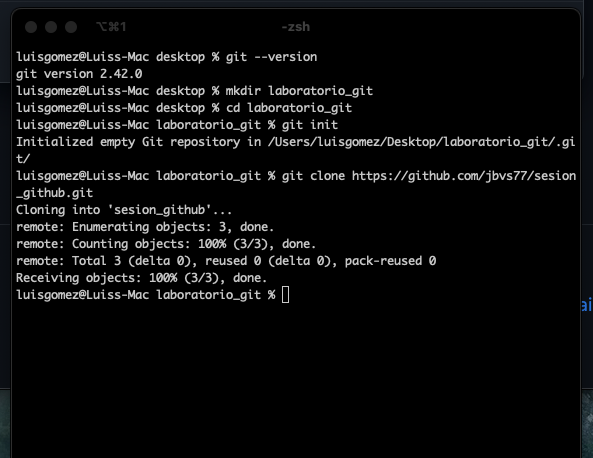 ⌥⌘1 -zsh
luisgomez@Luiss-Mac desktop % git --version
git version 2.42.0
luisgomez@Luiss-Mac desktop % mkdir laboratorio_git
luisgomez@Luiss-Mac desktop % cd laboratorio_git
luisgomez@Luiss-Mac laboratorio_git % git init
Initialized empty Git repository in /Users/luisgomez/Desktop/laboratorio_git/.gi
t/
luisgomez@Luiss-Mac laboratorio_git % git clone https://github.com/jbvs77/sesion
_github.git
Cloning into 'sesion_github'...
remote: Enumerating objects: 3, done.
remote: Counting objects: 100% (3/3), done.
remote: Total 3 (delta 0), reused 0 (delta 0), pack-reused 0
Receiving objects: 100% (3/3), done.
luisgomez@Luiss-Mac laboratorio_git %